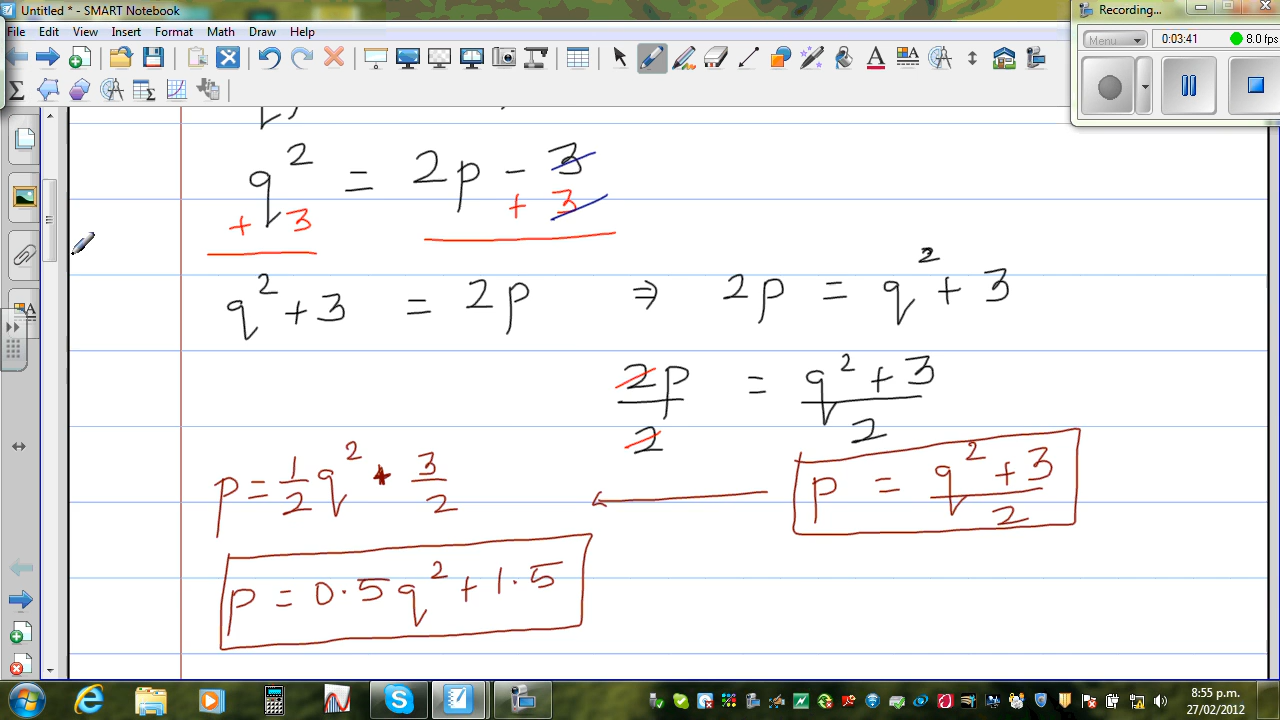 Untitled * - SMART Notebook
Recording...
File Edit View Insert Format Math Draw Help
Menu 0:03:41 8.0 fps
q² = 2p - 3
+ 3 + 3
q² + 3 = 2p ⇒ 2p = q² + 3
2p/2 = (q² + 3)/2
p = 1/2 q² + 3/2 ← p = (q² + 3)/2
p = 0.5q² + 1.5
8:55 p.m.
27/02/2012